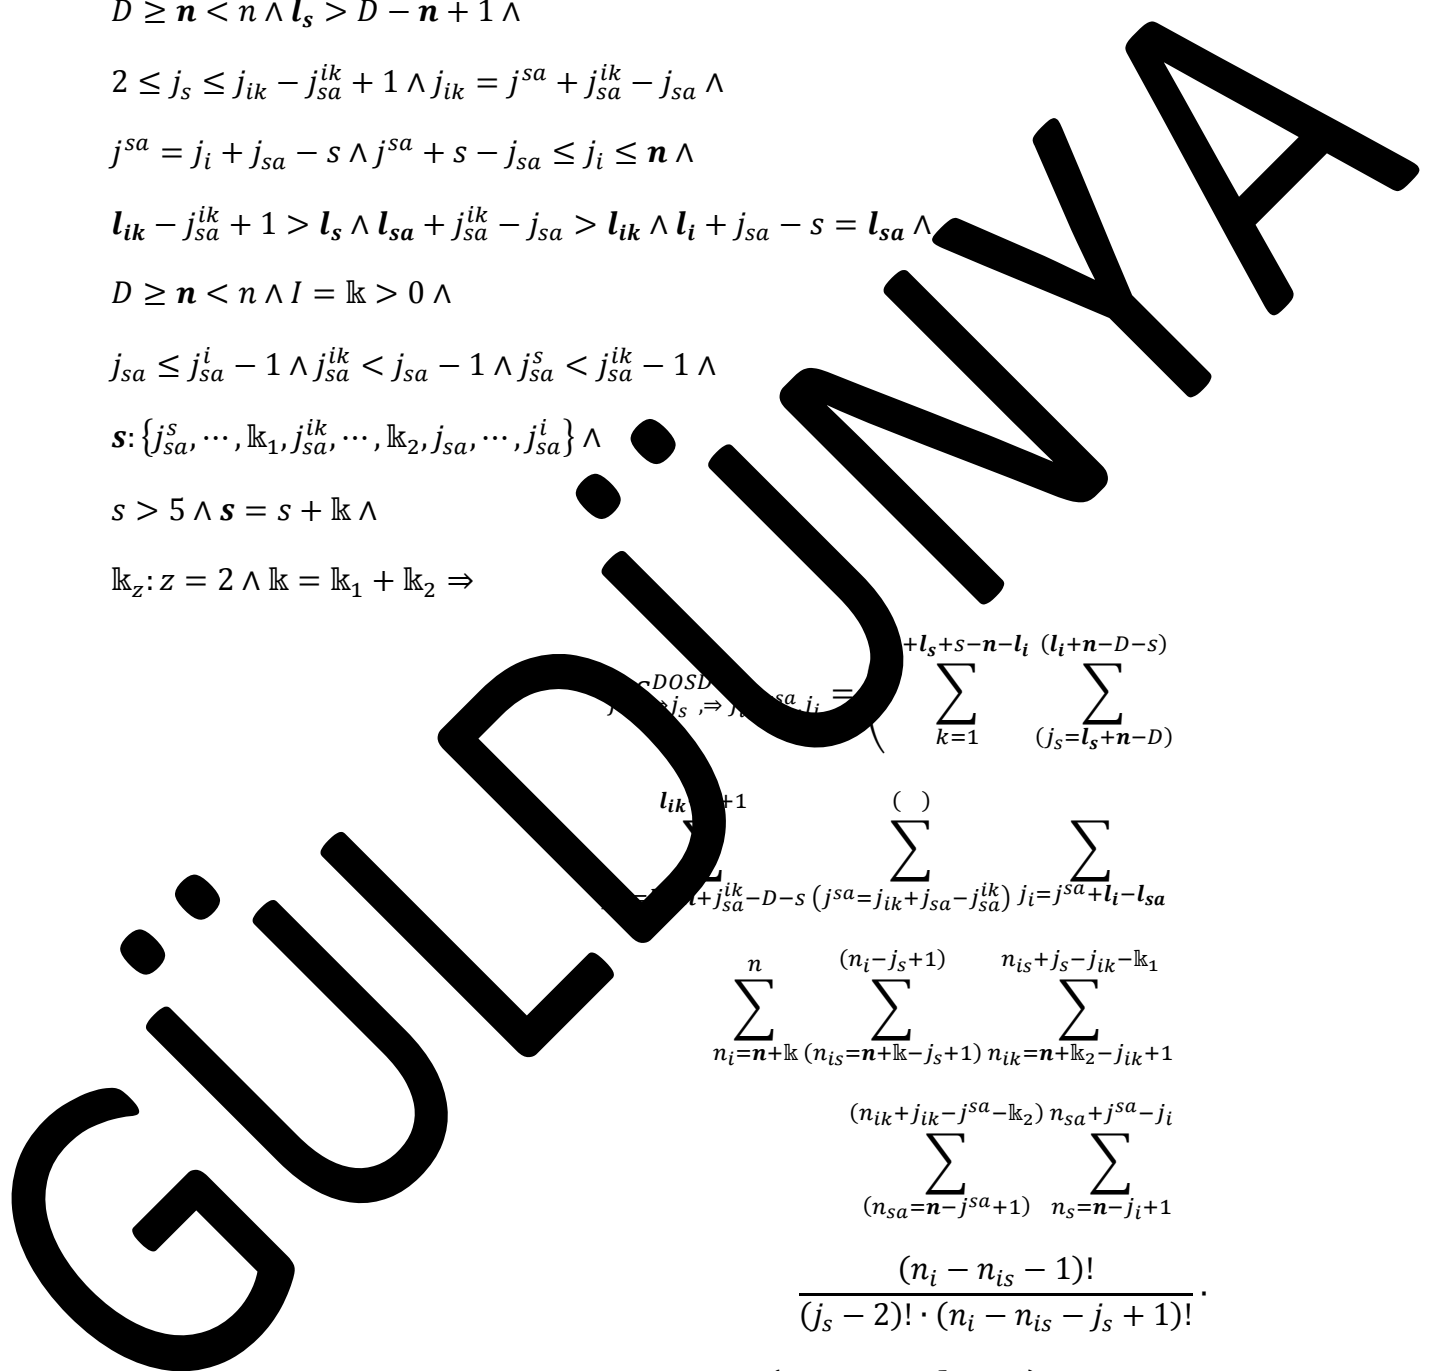 D ≥ n < n ∧ l_s > D − n + 1 ∧
2 ≤ j_s ≤ j_{ik} − j_{sa}^{ik} + 1 ∧ j_{ik} = j^{sa} + j_{sa}^{ik} − j_{sa} ∧
j^{sa} = j_i + j_{sa} − s ∧ j^{sa} + s − j_{sa} ≤ j_i ≤ n ∧
l_{ik} − j_{sa}^{ik} + 1 > l_s ∧ l_{sa} + j_{sa}^{ik} − j_{sa} > l_{ik} ∧ l_i + j_{sa} − s = l_{sa} ∧
D ≥ n < n ∧ I = 𝕜 > 0 ∧
j_{sa} ≤ j_{sa}^{i} − 1 ∧ j_{sa}^{ik} < j_{sa} − 1 ∧ j_{sa}^{s} < j_{sa}^{ik} − 1 ∧
s: {j_{sa}^{s}, ⋯, 𝕜_1, j_{sa}^{ik}, ⋯, 𝕜_2, j_{sa}, ⋯, j_{sa}^{i}} ∧
s > 5 ∧ s = s + 𝕜 ∧
𝕜_z: z = 2 ∧ 𝕜 = 𝕜_1 + 𝕜_2 ⇒
+l_s+s−n−l_i (l_i+n−D−s)
= ( ∑ ∑
k=1 (j_s=l_s+n−D)
( )
∑ ∑ ∑
+j_{sa}^{ik}−D−s (j^{sa}=j_{ik}+j_{sa}−j_{sa}^{ik}) j_i=j^{sa}+l_i−l_{sa}
n (n_i−j_s+1) n_{is}+j_s−j_{ik}−𝕜_1
∑ ∑ ∑
n_i=n+𝕜 (n_{is}=n+𝕜−j_s+1) n_{ik}=n+𝕜_2−j_{ik}+1
(n_{ik}+j_{ik}−j^{sa}−𝕜_2) n_{sa}+j^{sa}−j_i
∑ ∑
(n_{sa}=n−j^{sa}+1) n_s=n−j_i+1
(n_i − n_{is} − 1)!
(j_s − 2)! · (n_i − n_{is} − j_s + 1)! ·
GÜLDÜNYA